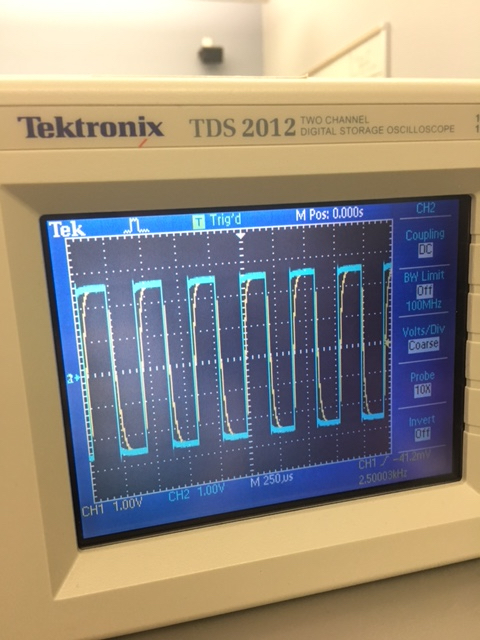 Tektronix TDS 2012 TWO CHANNEL
DIGITAL STORAGE OSCILLOSCOPE
Tek T Trig'd M Pos: 0.000s CH2
Coupling
DC
BW Limit
Off
100MHz
Volts/Div
Coarse
Probe
10X
Invert
Off
2
CH1 1.00V CH2 1.00V M 250µs CH1 -41.2mV
2.50003kHz